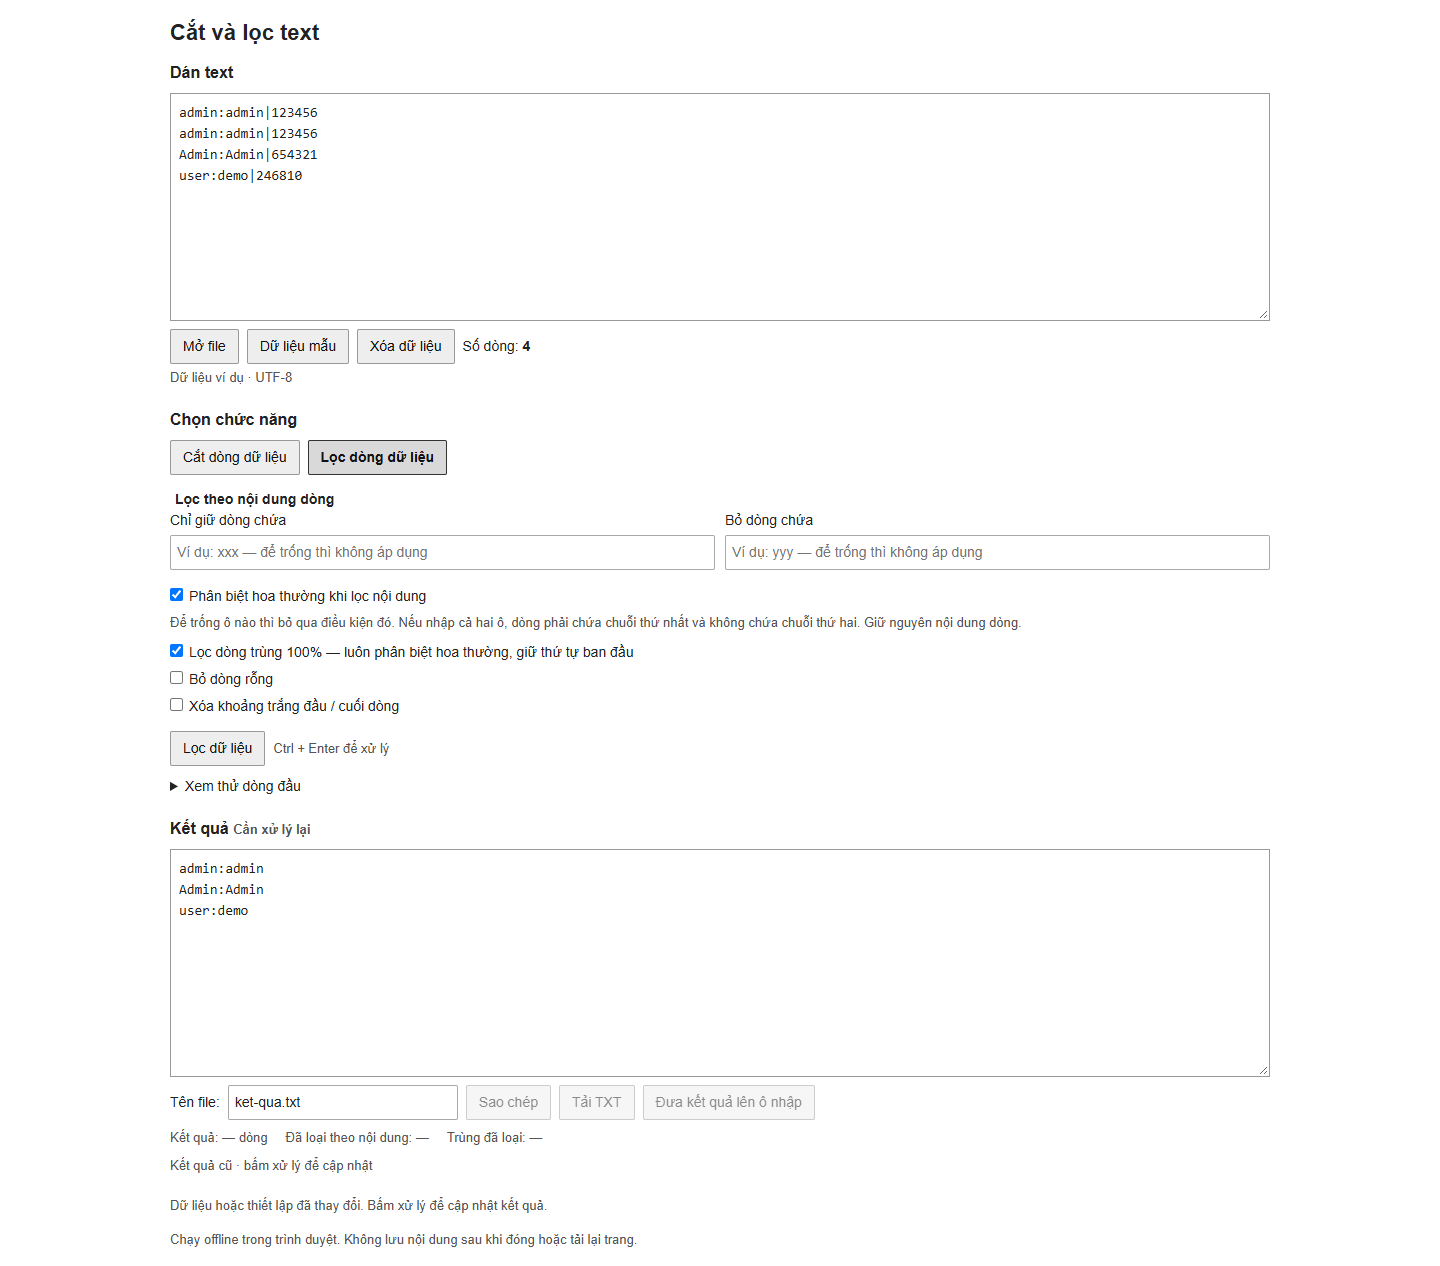 Cắt và lọc text
Dán text
admin:admin|123456
admin:admin|123456
Admin:Admin|654321
user:demo|246810
Mở file Dữ liệu mẫu Xóa dữ liệu Số dòng: 4
Dữ liệu ví dụ · UTF-8
Chọn chức năng
Cắt dòng dữ liệu Lọc dòng dữ liệu
Lọc theo nội dung dòng
Chỉ giữ dòng chứa Bỏ dòng chứa
Ví dụ: xxx — để trống thì không áp dụng Ví dụ: yyy — để trống thì không áp dụng
Phân biệt hoa thường khi lọc nội dung
Để trống ô nào thì bỏ qua điều kiện đó. Nếu nhập cả hai ô, dòng phải chứa chuỗi thứ nhất và không chứa chuỗi thứ hai. Giữ nguyên nội dung dòng.
Lọc dòng trùng 100% — luôn phân biệt hoa thường, giữ thứ tự ban đầu
Bỏ dòng rỗng
Xóa khoảng trắng đầu / cuối dòng
Lọc dữ liệu Ctrl + Enter để xử lý
Xem thử dòng đầu
Kết quả Cần xử lý lại
admin:admin
Admin:Admin
user:demo
Tên file: ket-qua.txt Sao chép Tải TXT Đưa kết quả lên ô nhập
Kết quả: — dòng Đã loại theo nội dung: — Trùng đã loại: —
Kết quả cũ · bấm xử lý để cập nhật
Dữ liệu hoặc thiết lập đã thay đổi. Bấm xử lý để cập nhật kết quả.
Chạy offline trong trình duyệt. Không lưu nội dung sau khi đóng hoặc tải lại trang.